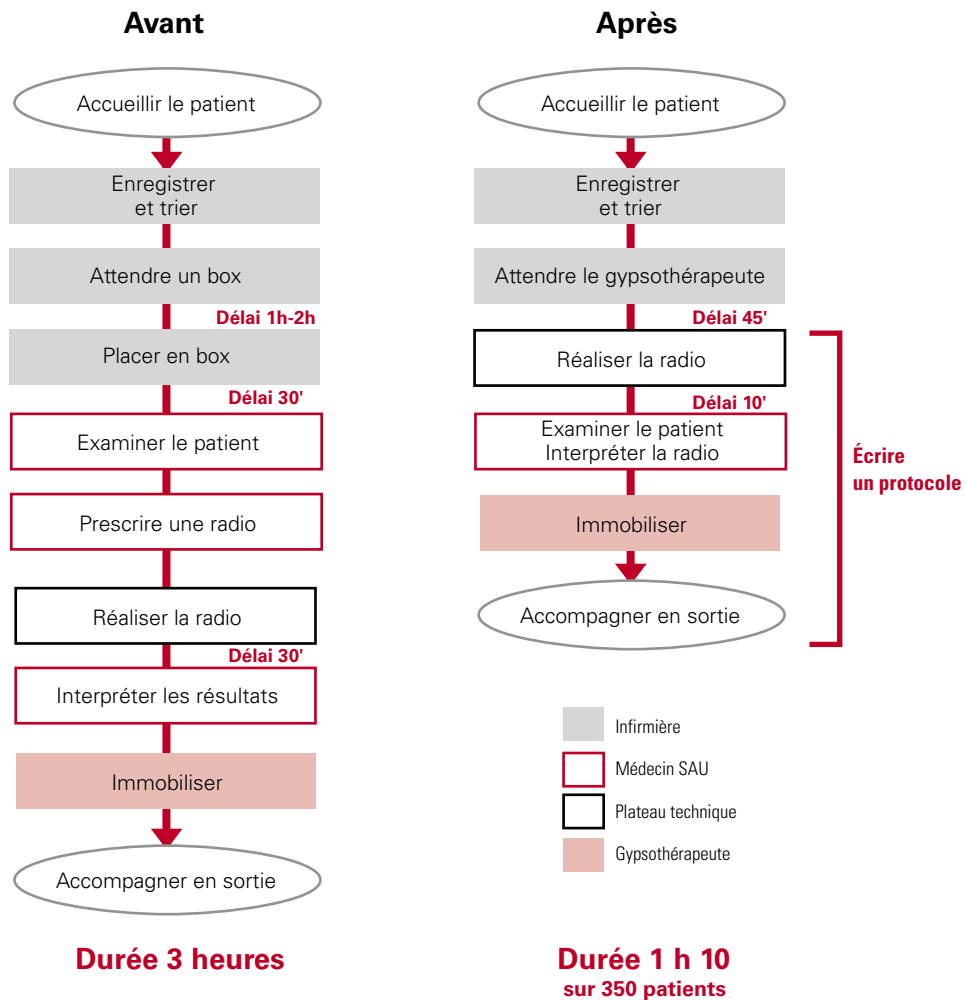 Avant
Accueillir le patient
Enregistrer
et trier
Attendre un box
Délai 1h-2h
Placer en box
Délai 30'
Examiner le patient
Prescrire une radio
Réaliser la radio
Délai 30'
Interpréter les résultats
Immobiliser
Accompagner en sortie
Durée 3 heures
Après
Accueillir le patient
Enregistrer
et trier
Attendre le gypsothérapeute
Délai 45'
Réaliser la radio
Délai 10'
Examiner le patient
Interpréter la radio
Immobiliser
Accompagner en sortie
Écrire
un protocole
Infirmière
Médecin SAU
Plateau technique
Gypsothérapeute
Durée 1 h 10
sur 350 patients